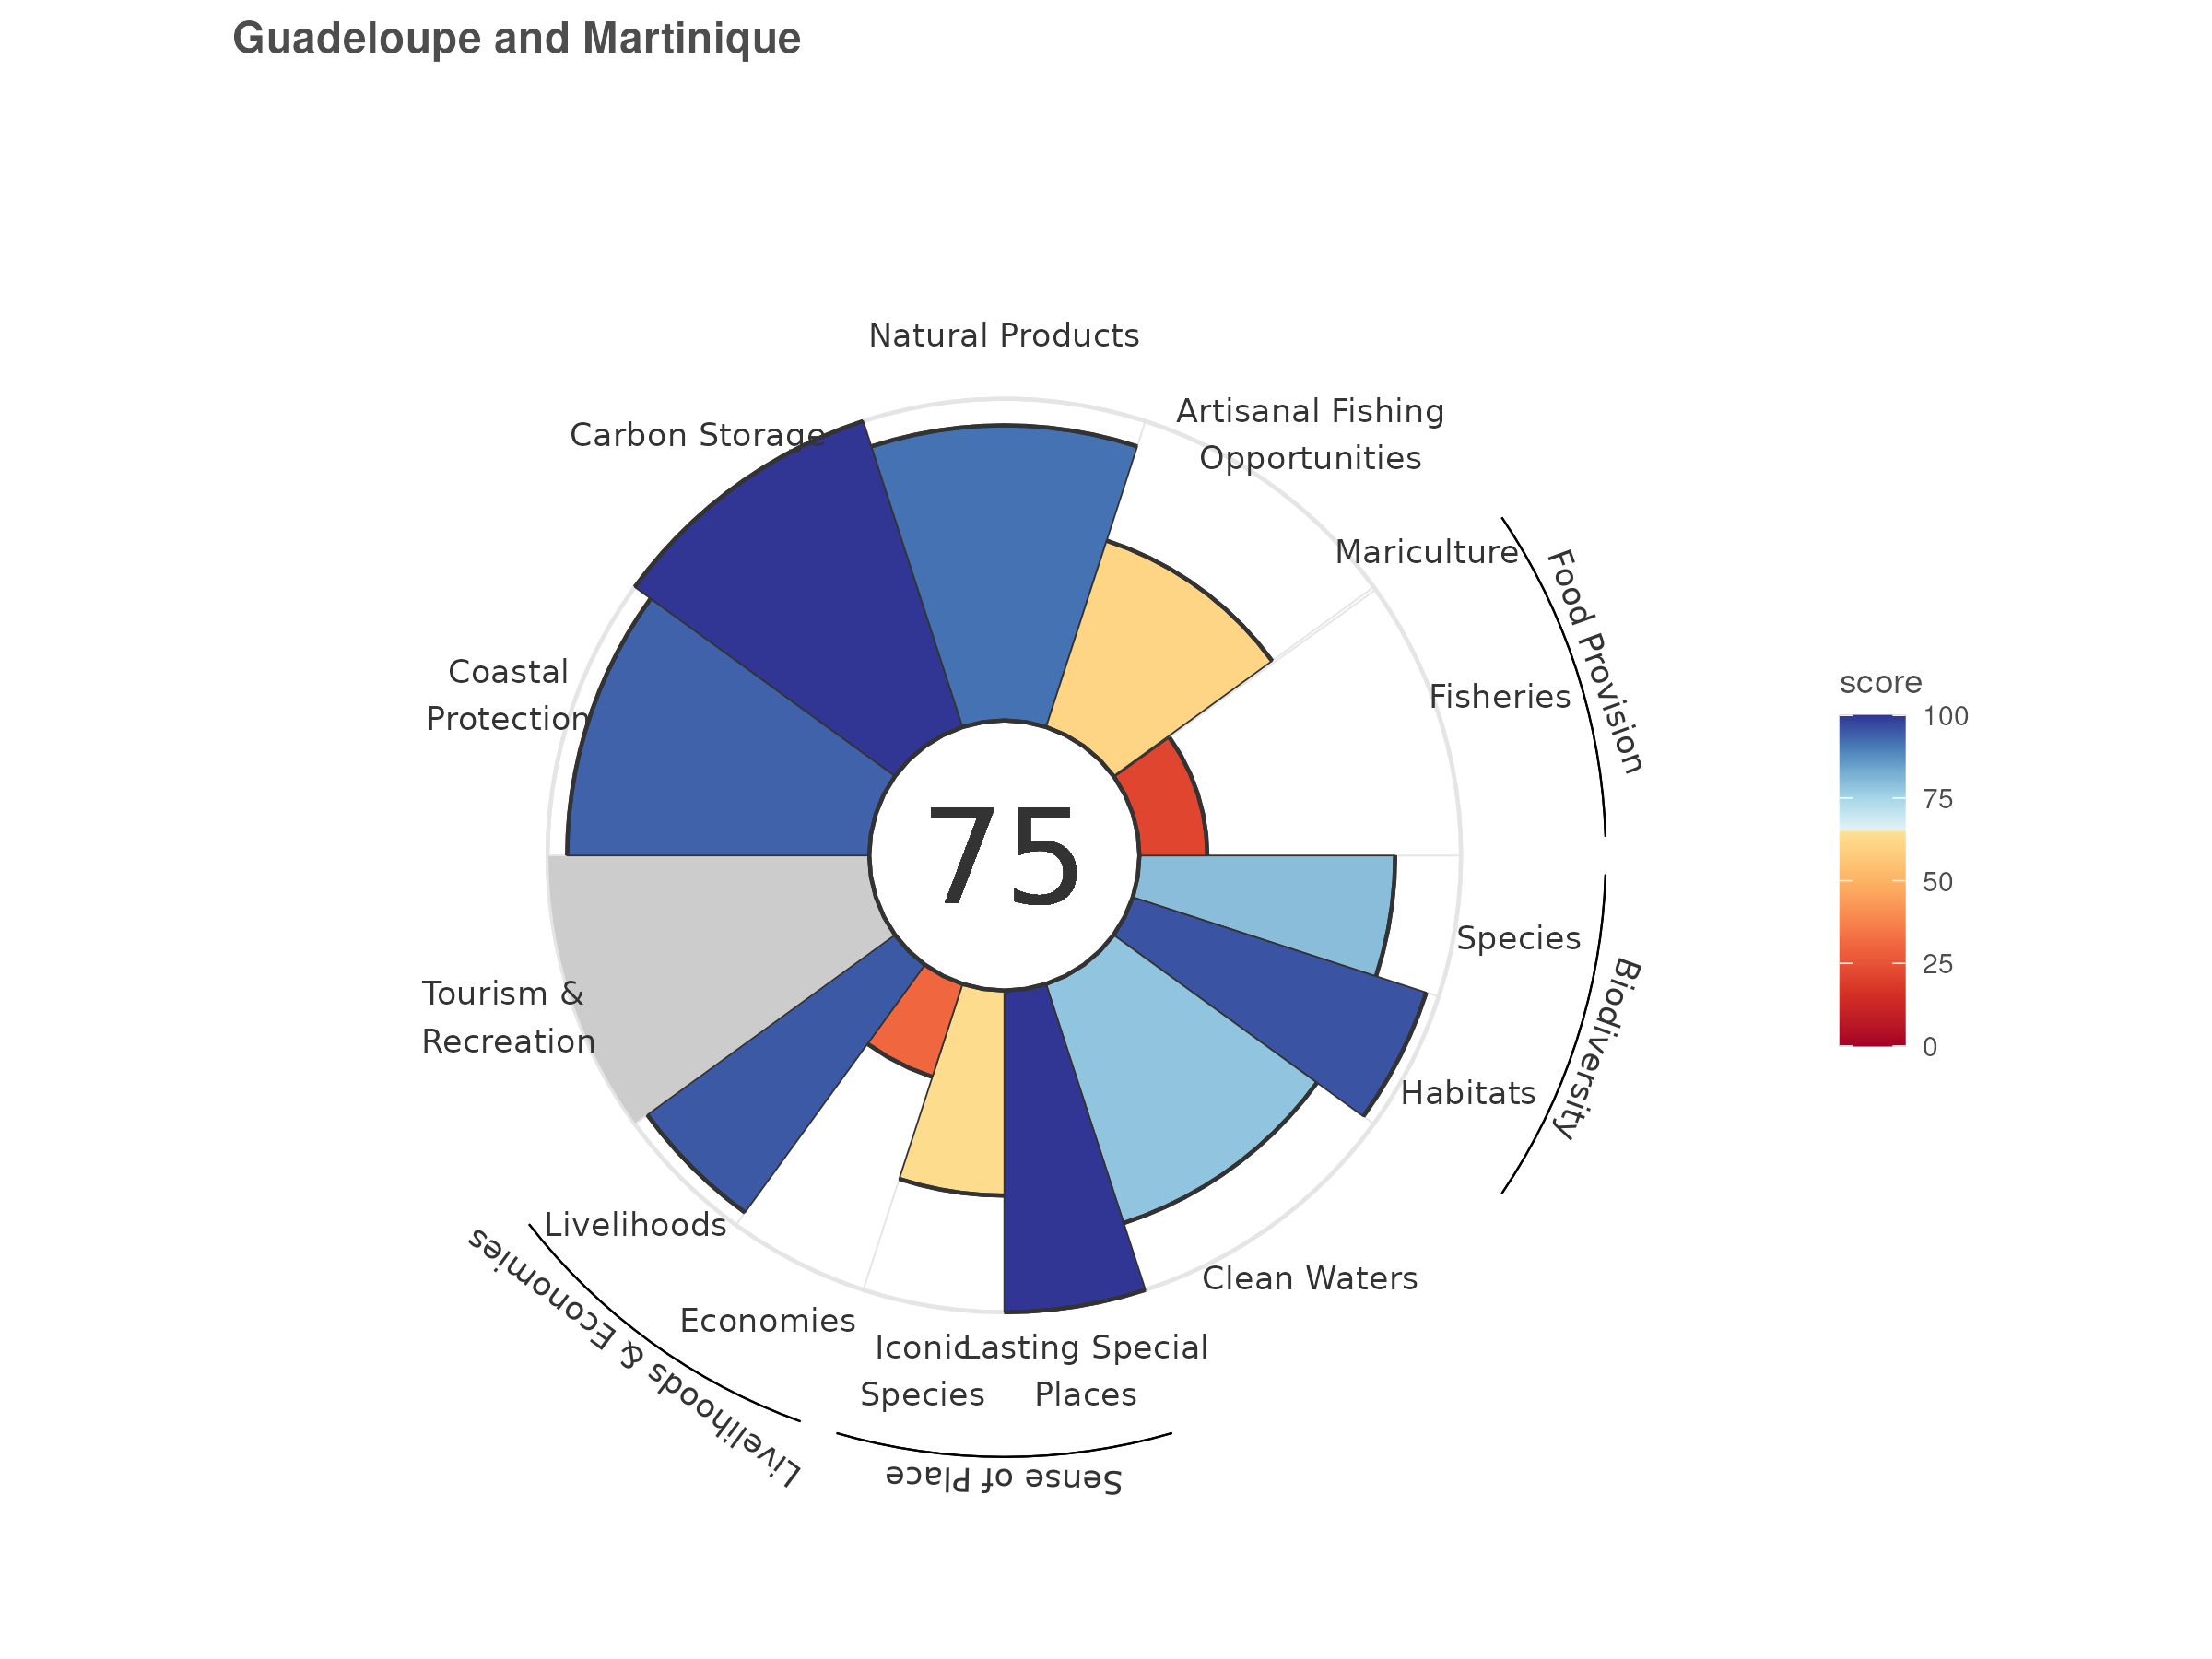 Guadeloupe and Martinique
Natural Products
Artisanal Fishing
Opportunities
Carbon Storage
Mariculture
Food Provision
Fisheries
Coastal
Protection
75
Species
Biodiversity
Habitats
Tourism &
Recreation
Livelihoods
Livelihoods & Economies
Clean Waters
Economies
Iconic
Species
Lasting Special
Places
Sense of Place
score
100
75
50
25
0